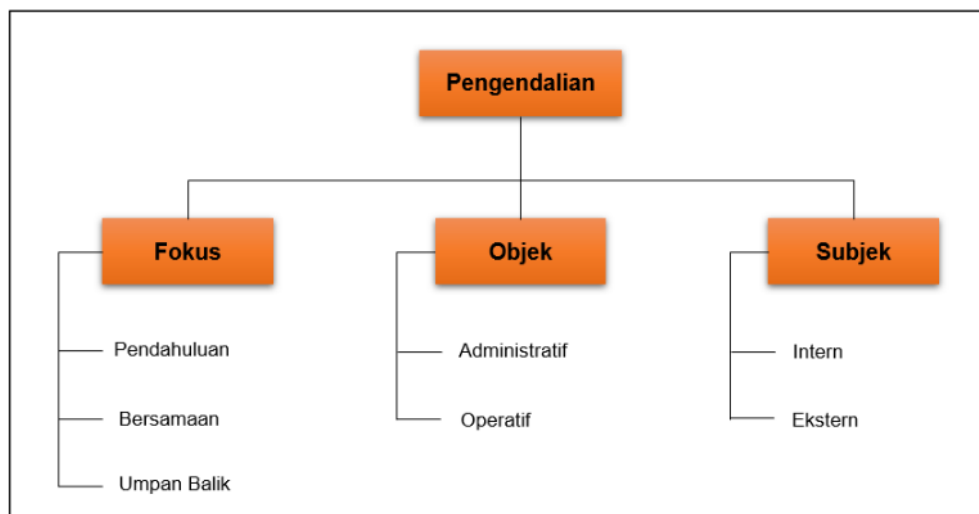 Pengendalian
Fokus
Objek
Subjek
Pendahuluan
Administratif
Intern
Bersamaan
Operatif
Ekstern
Umpan Balik